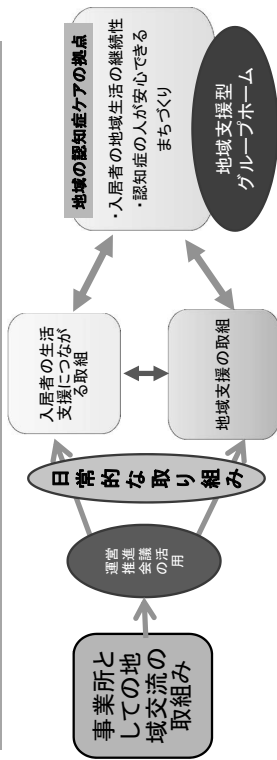 事業所と
しての地
域交流の
取組み
運営
推進
会議
の活
用
日常的な取り組み
入居者の生活
支援につなが
る取組
地域支援の取組
地域の認知症ケアの拠点
・入居者の地域生活の継続性
・認知症の人が安心できる
まちづくり
地域支援型
グループホーム